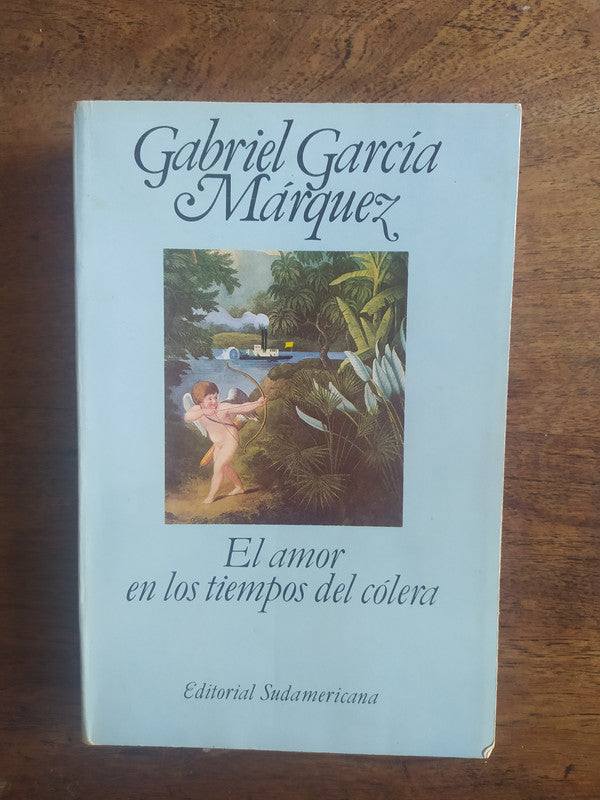 Gabriel García
Márquez
El amor
en los tiempos del cólera
Editorial Sudamericana